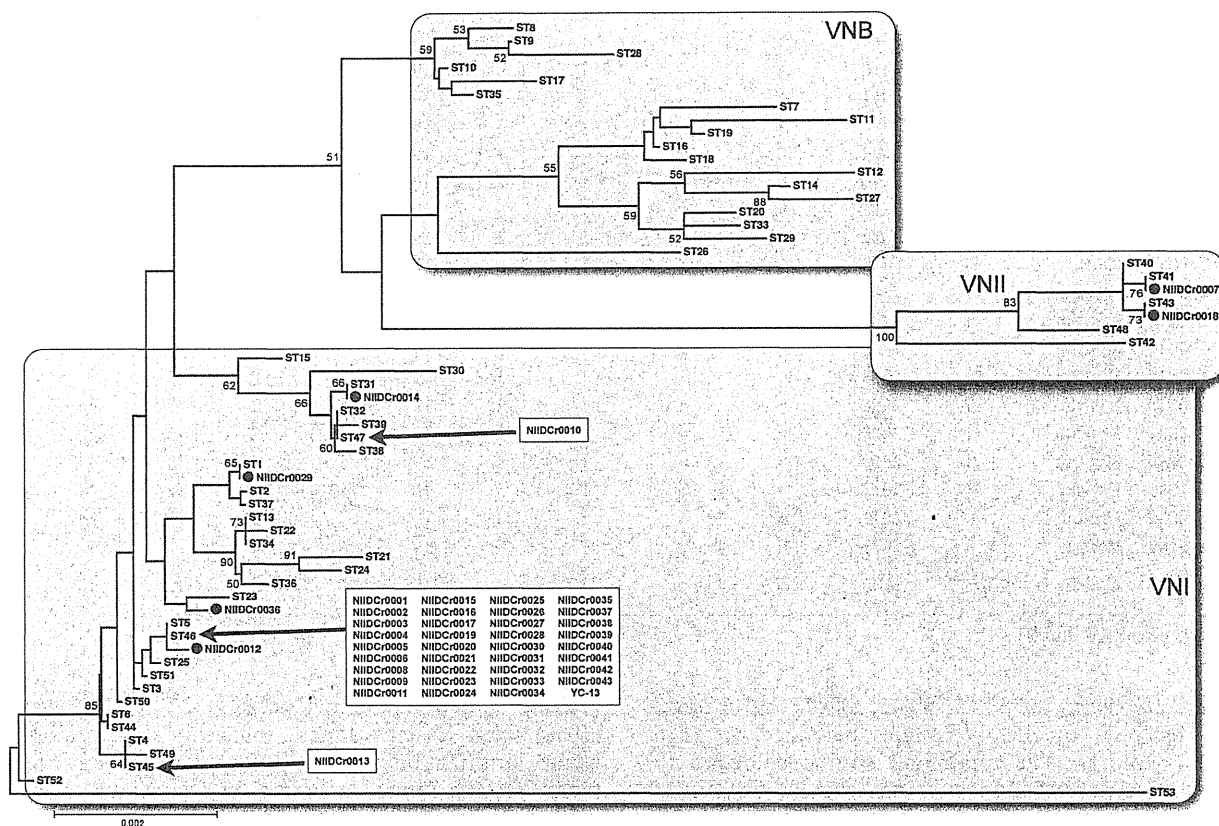 VNB
53
ST8
ST9
59
52
ST28
ST10
ST17
ST35
ST7
ST11
ST19
ST16
ST18
51
55
56
ST12
ST14
88
ST27
59
ST20
ST33
52
ST29
ST26
VNII
ST40
ST41
76
NIIDCr0007
83
ST43
73
NIIDCr0018
ST48
100
ST42
ST15
62
ST30
66
66
ST31
NIIDCr0014
ST32
ST39
ST47
NIIDCr0010
60
ST38
65
ST1
NIIDCr0029
ST2
ST37
ST13
73
ST22
ST34
91
ST21
90
ST24
50
ST36
VNI
ST23
NIIDCr0036
ST5
ST46
NIIDCr0012
ST25
ST51
ST3
ST50
NIIDCr0001 NIIDCr0015 NIIDCr0025 NIIDCr0035
NIIDCr0002 NIIDCr0016 NIIDCr0026 NIIDCr0037
NIIDCr0003 NIIDCr0017 NIIDCr0027 NIIDCr0038
NIIDCr0004 NIIDCr0019 NIIDCr0028 NIIDCr0039
NIIDCr0005 NIIDCr0020 NIIDCr0030 NIIDCr0040
NIIDCr0006 NIIDCr0021 NIIDCr0031 NIIDCr0041
NIIDCr0008 NIIDCr0022 NIIDCr0032 NIIDCr0042
NIIDCr0009 NIIDCr0023 NIIDCr0033 NIIDCr0043
NIIDCr0011 NIIDCr0024 NIIDCr0034 YC-13
85
ST6
ST44
ST4
ST49
64
ST45
NIIDCr0013
ST52
ST53
0.002